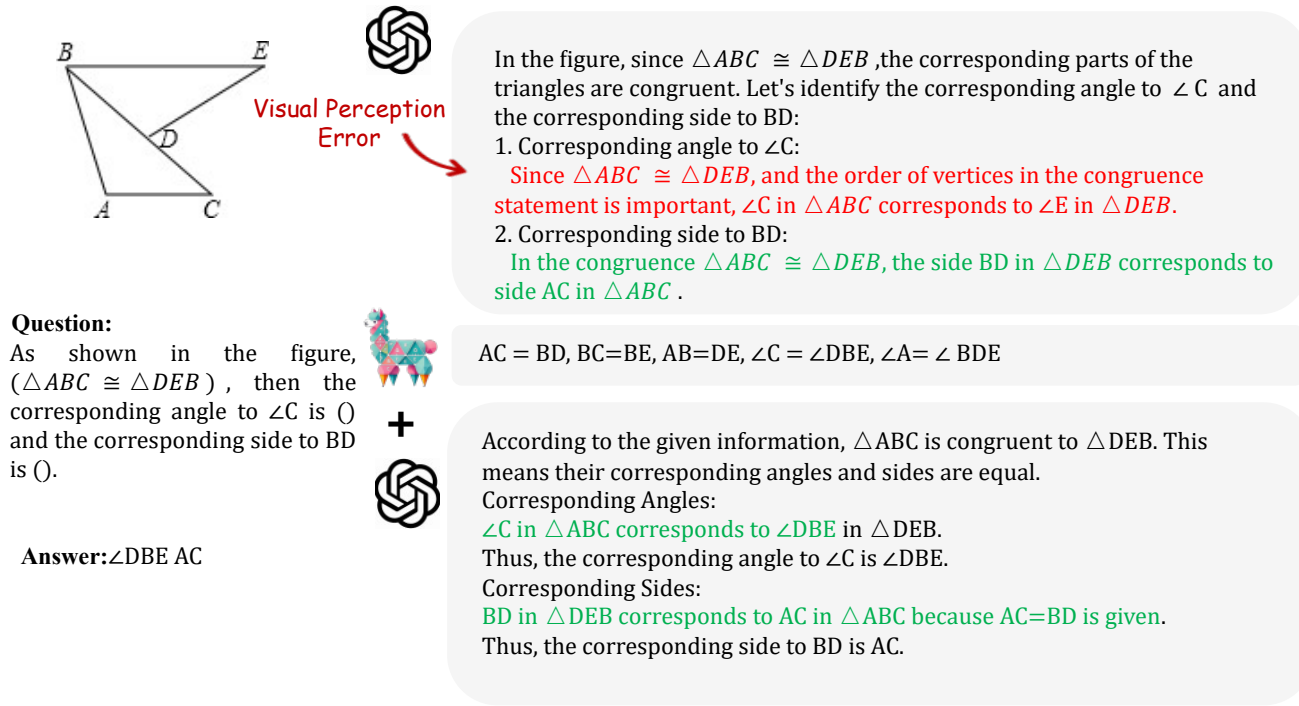 B
E
D
A
C
Visual Perception
Error
In the figure, since △ABC ≅ △DEB ,the corresponding parts of the
triangles are congruent. Let's identify the corresponding angle to ∠ C and
the corresponding side to BD:
1. Corresponding angle to ∠C:
Since △ABC ≅ △DEB, and the order of vertices in the congruence
statement is important, ∠C in △ABC corresponds to ∠E in △DEB.
2. Corresponding side to BD:
In the congruence △ABC ≅ △DEB, the side BD in △DEB corresponds to
side AC in △ABC .
Question:
As shown in the figure,
(△ABC ≅ △DEB) , then the
corresponding angle to ∠C is ()
and the corresponding side to BD
is ().
Answer:∠DBE AC
AC = BD, BC=BE, AB=DE, ∠C = ∠DBE, ∠A= ∠ BDE
+
According to the given information, △ABC is congruent to △DEB. This
means their corresponding angles and sides are equal.
Corresponding Angles:
∠C in △ABC corresponds to ∠DBE in △DEB.
Thus, the corresponding angle to ∠C is ∠DBE.
Corresponding Sides:
BD in △DEB corresponds to AC in △ABC because AC=BD is given.
Thus, the corresponding side to BD is AC.